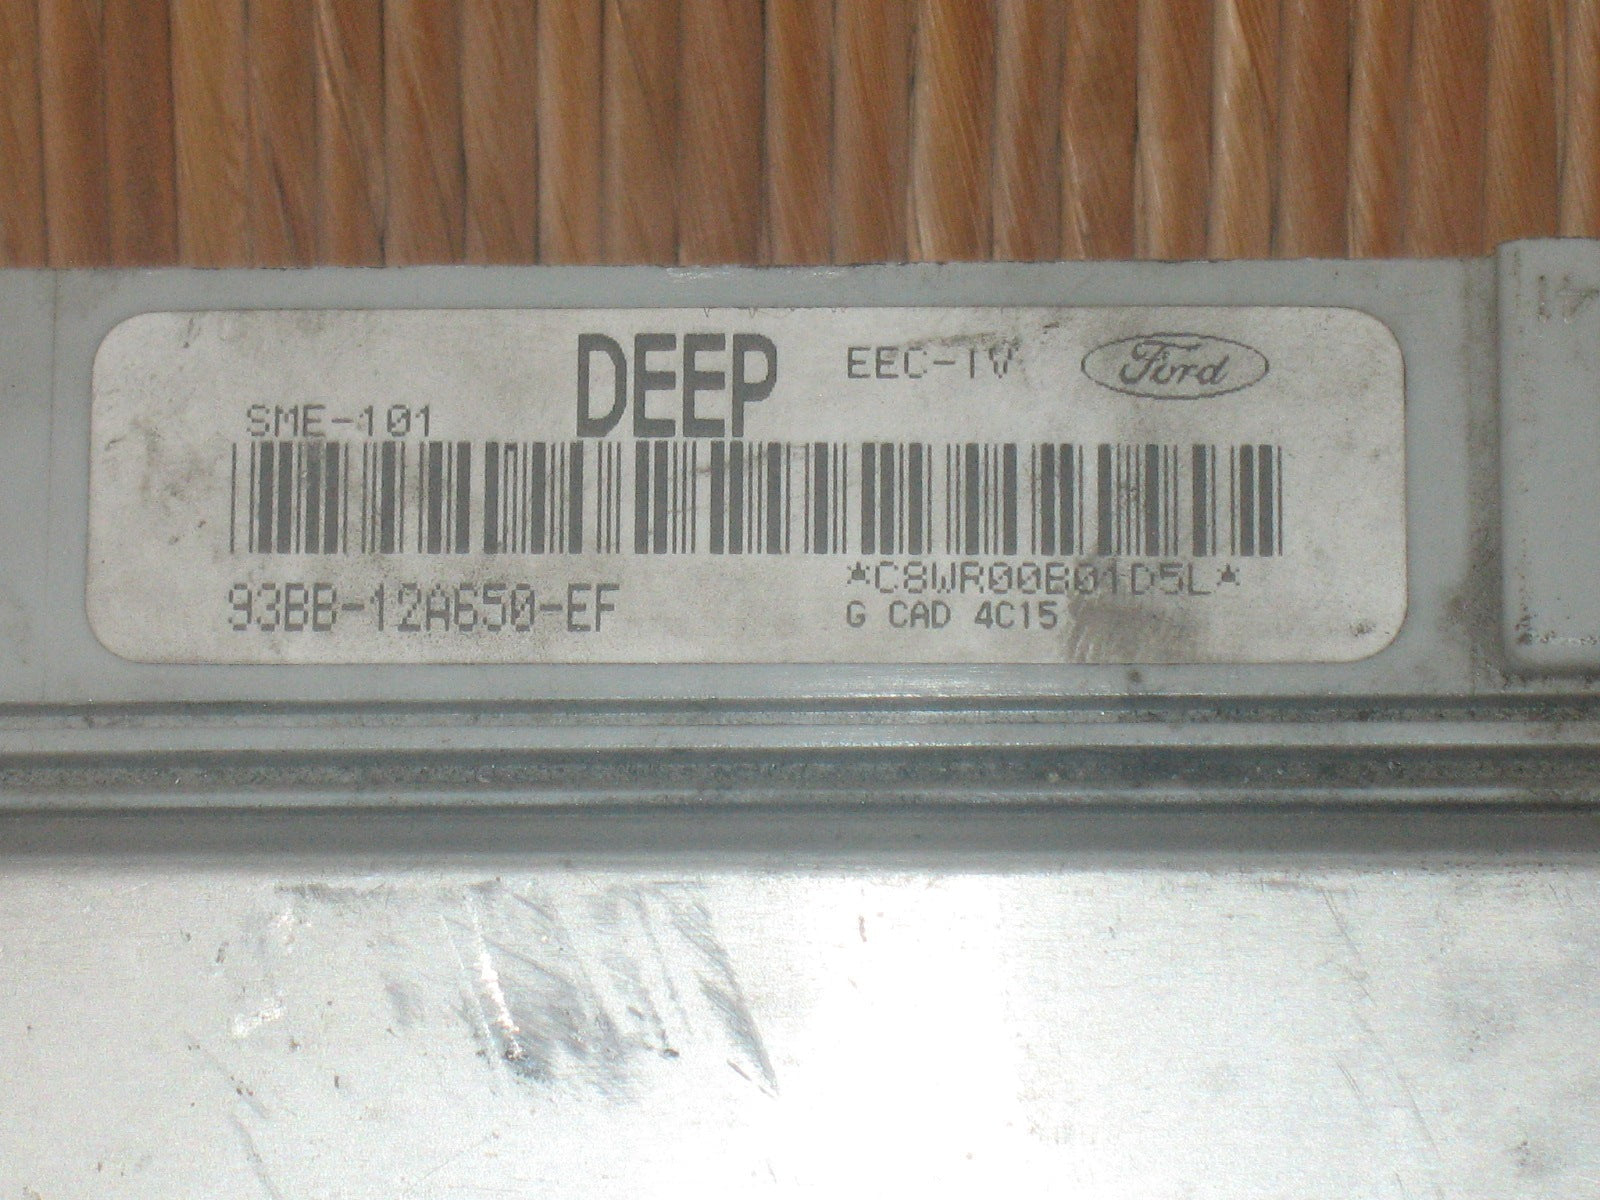 DEEP EEC-IV Ford
SME-101
93BB-12A650-EF *C8WR00B01D5L*
G CAD 4C15